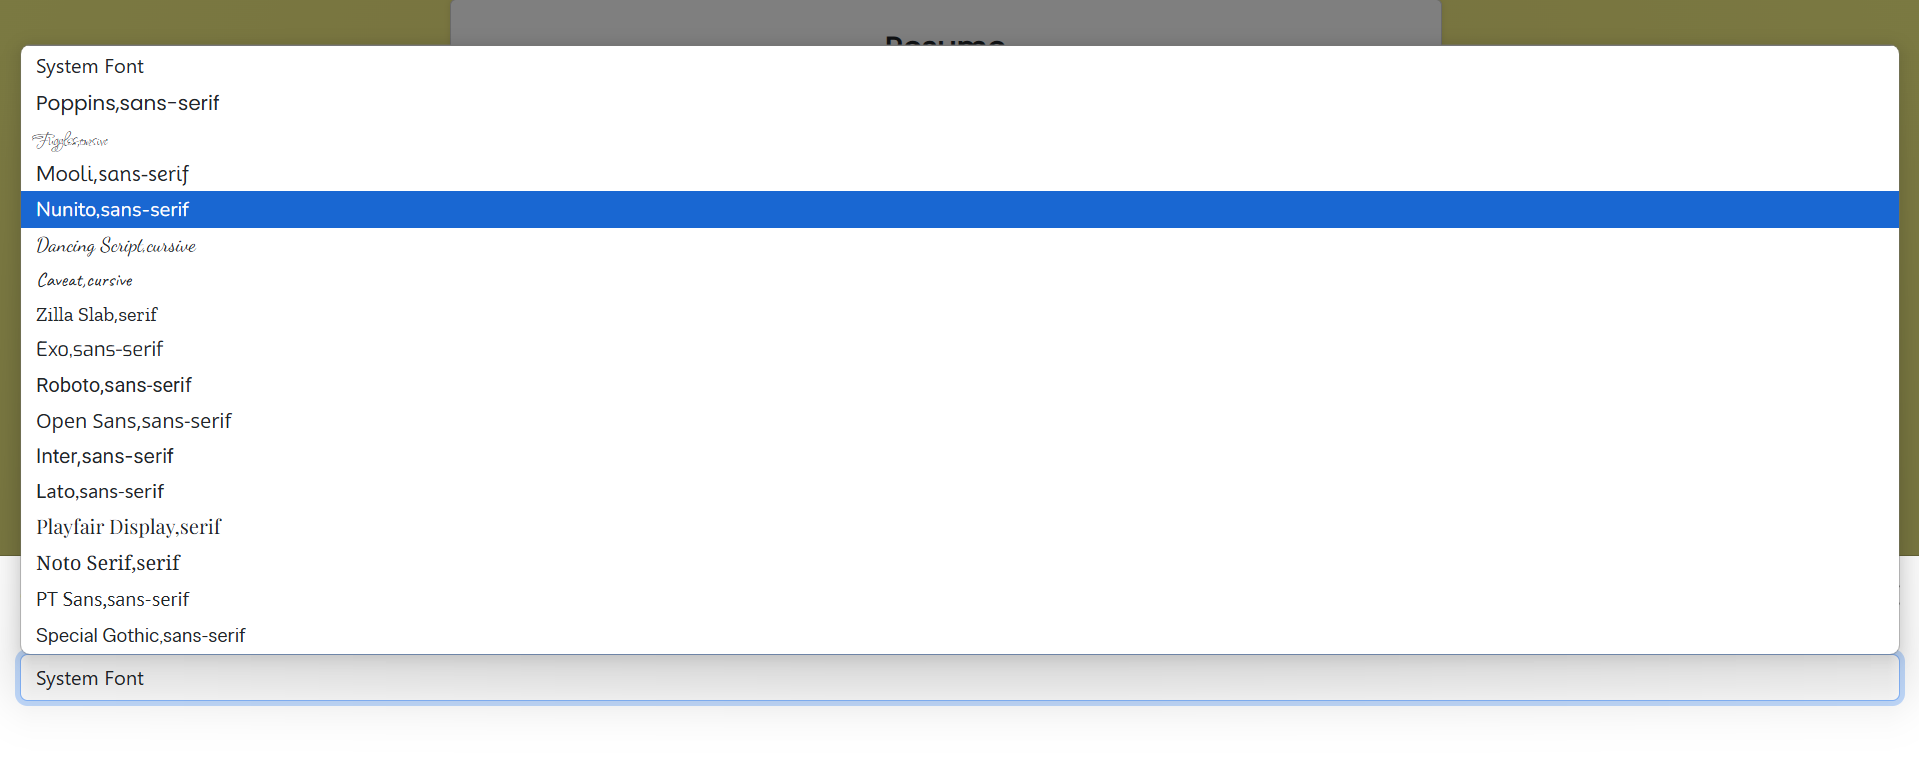 Resume
System Font
Poppins,sans-serif
Fuggles,cursive
Mooli,sans-serif
Nunito,sans-serif
Dancing Script,cursive
Caveat,cursive
Zilla Slab,serif
Exo,sans-serif
Roboto,sans-serif
Open Sans,sans-serif
Inter,sans-serif
Lato,sans-serif
Playfair Display,serif
Noto Serif,serif
PT Sans,sans-serif
Special Gothic,sans-serif
System Font